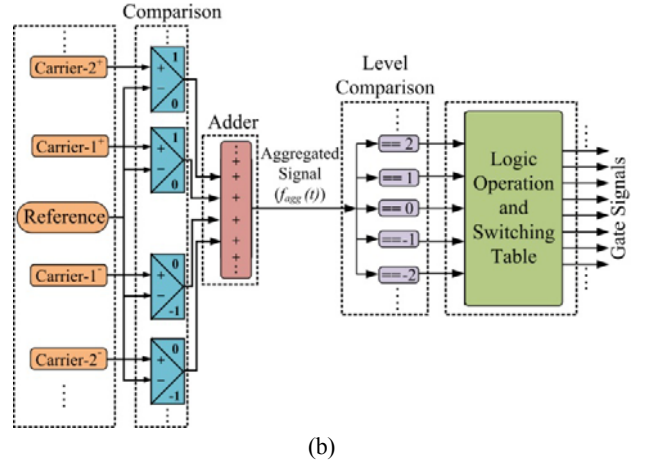 Comparison
Carrier-2+
+
−
1
0
Carrier-1+
+
−
1
0
Reference
Carrier-1-
+
−
0
-1
Carrier-2-
+
−
0
-1
Adder
+
+
+
+
+
+
Aggregated
Signal
(fagg (t))
Level
Comparison
== 2
== 1
== 0
==-1
==-2
Logic
Operation
and
Switching
Table
Gate Signals
(b)